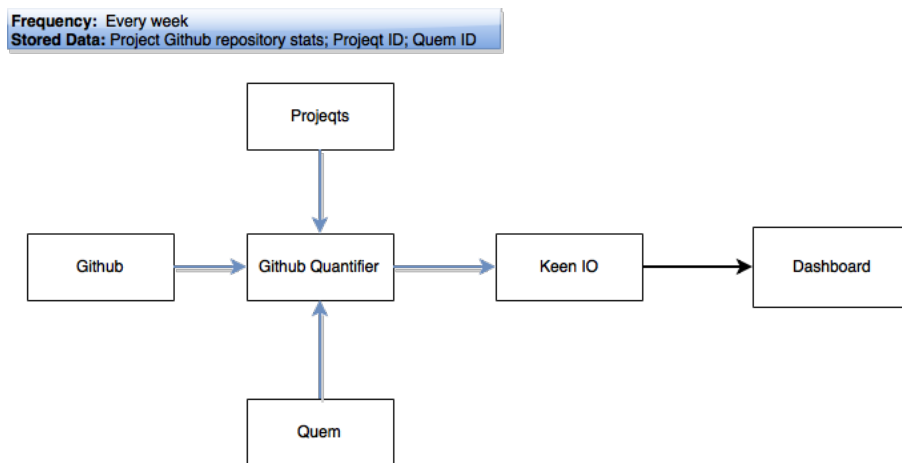 Frequency: Every week
Stored Data: Project Github repository stats; Projeqt ID; Quem ID
Projeqts
Github
Github Quantifier
Keen IO
Dashboard
Quem